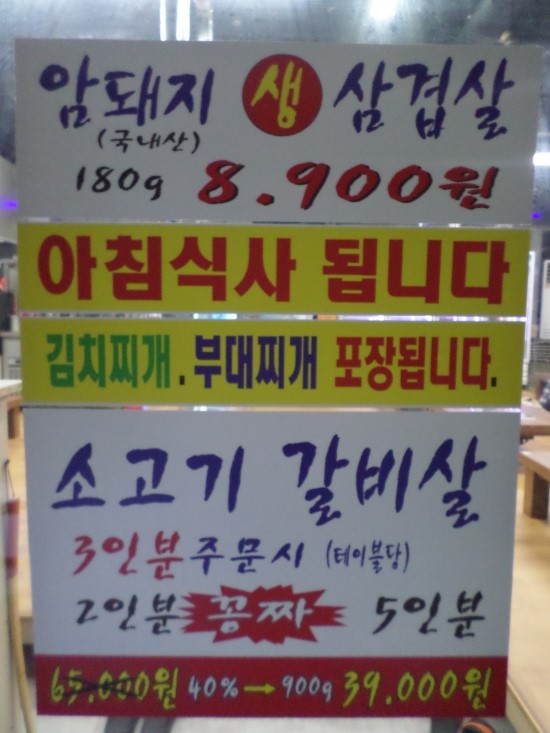 암돼지 생 삼겹살
(국내산)
180g 8.900원
아침식사 됩니다
김치찌개. 부대찌개 포장됩니다.
소고기 갈비살
3인분 주문시 (테이블당)
2인분 꽁짜 5인분
65.000원 40%→900g 39.000원